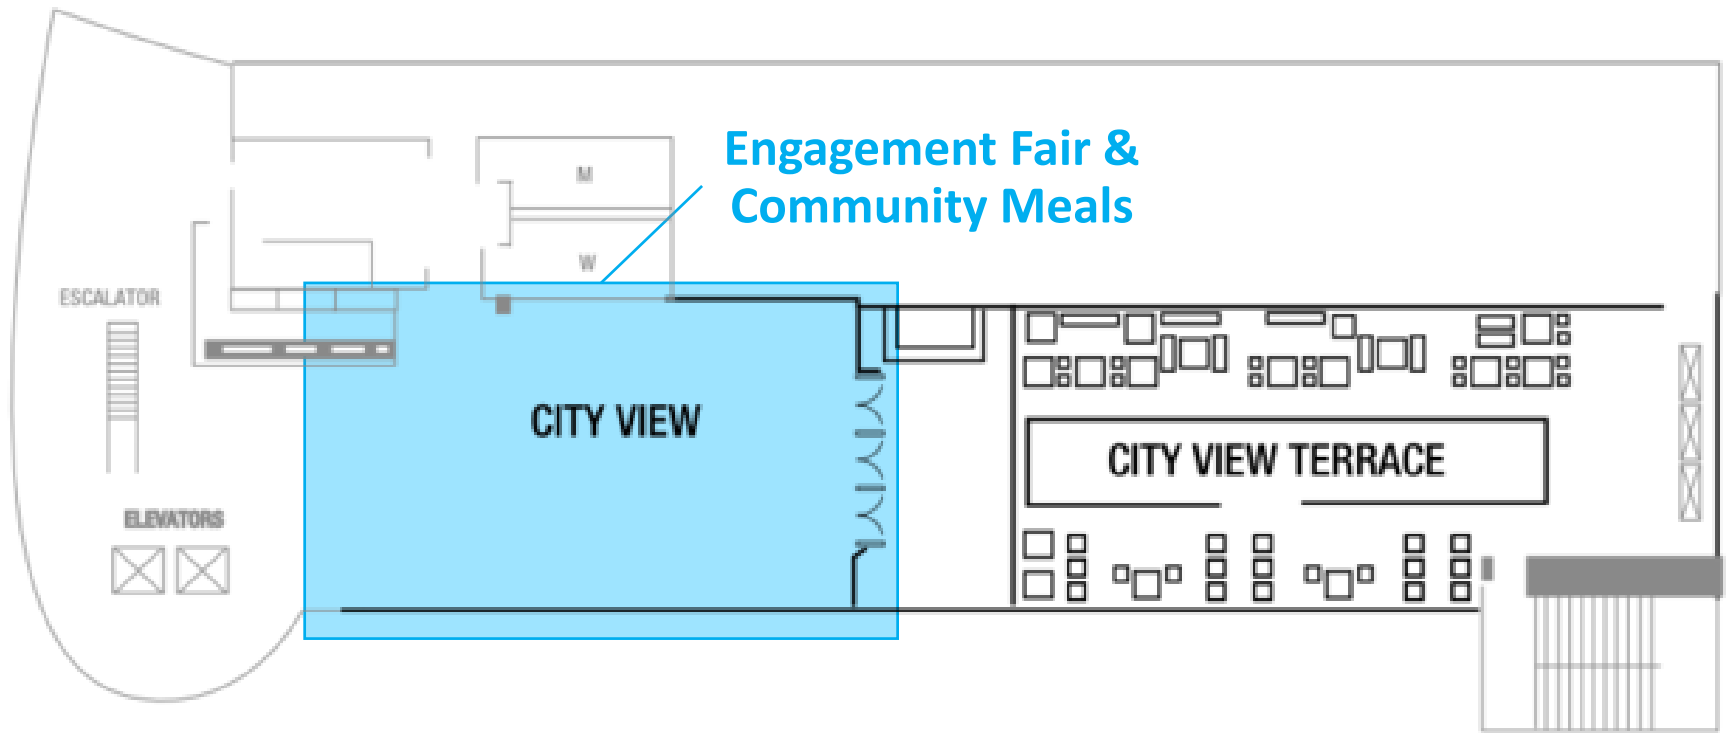 Engagement Fair &
Community Meals
M
W
ESCALATOR
CITY VIEW
CITY VIEW TERRACE
ELEVATORS